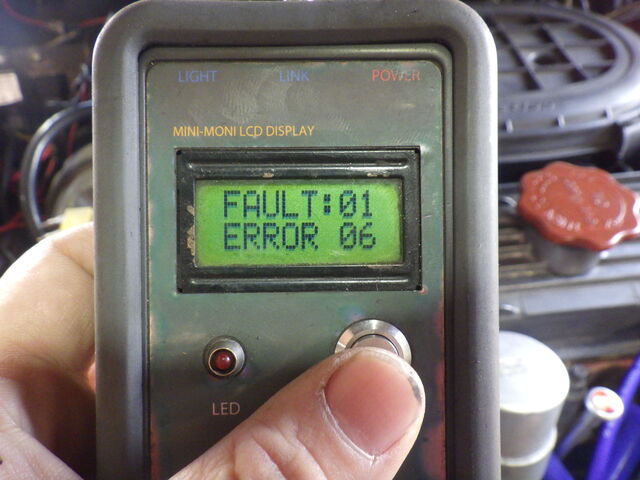 LIGHT LINK POWER
MINI-MONI LCD DISPLAY
FAULT:01
ERROR 06
LED